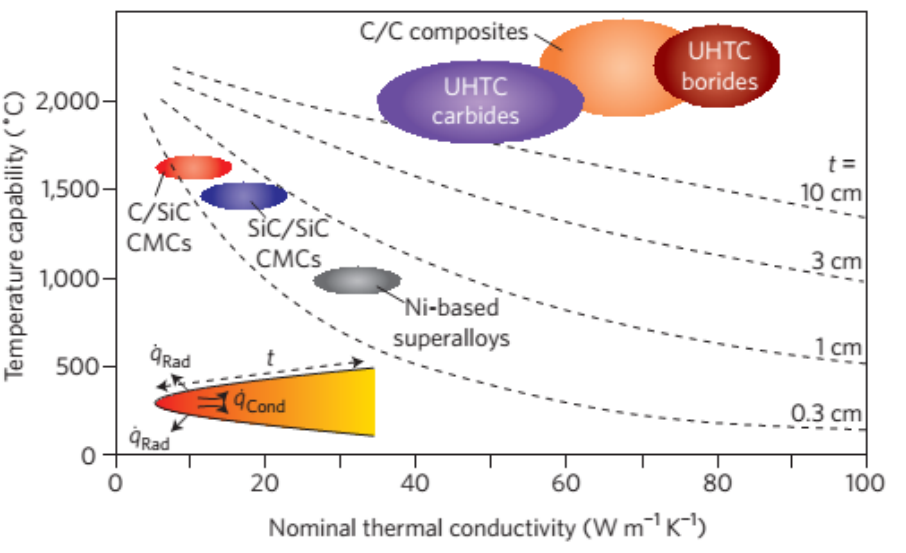 C/C composites
UHTC
borides
UHTC
carbides
t =
10 cm
3 cm
1 cm
0.3 cm
C/SiC
CMCs
SiC/SiC
CMCs
Ni-based
superalloys
q̇Rad
t
q̇Cond
q̇Rad
Temperature capability (°C)
2,000
1,500
1,000
500
0
0 20 40 60 80 100
Nominal thermal conductivity (W m⁻¹ K⁻¹)